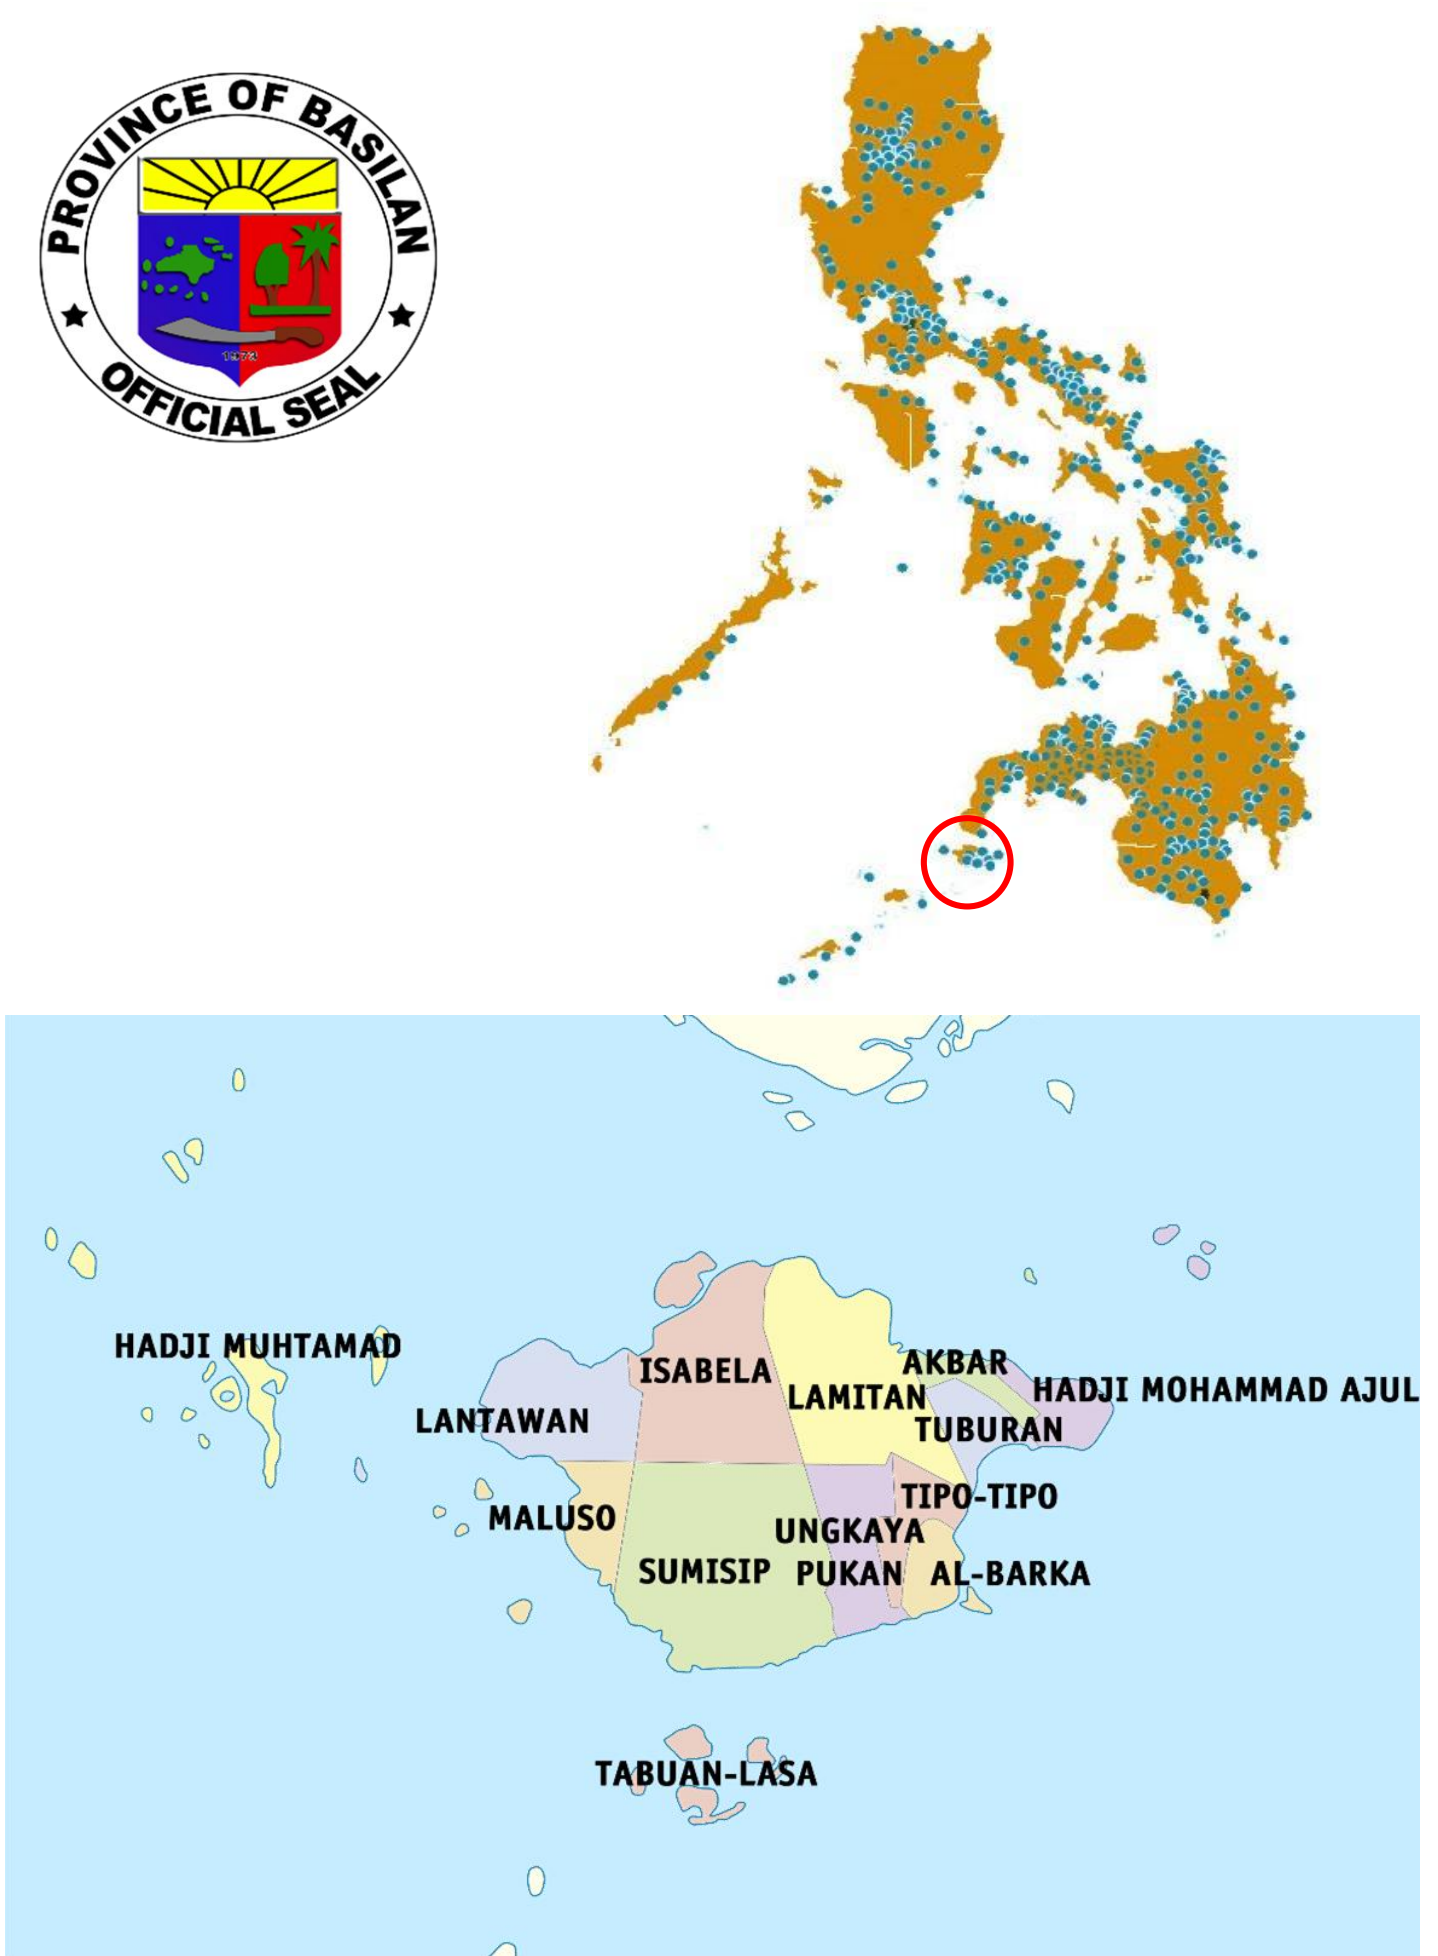 PROVINCE OF BASILAN
1973
OFFICIAL SEAL
HADJI MUHTAMAD
ISABELA
AKBAR
LAMITAN
HADJI MOHAMMAD AJUL
LANTAWAN
TUBURAN
TIPO-TIPO
MALUSO
UNGKAYA
PUKAN
SUMISIP
AL-BARKA
TABUAN-LASA